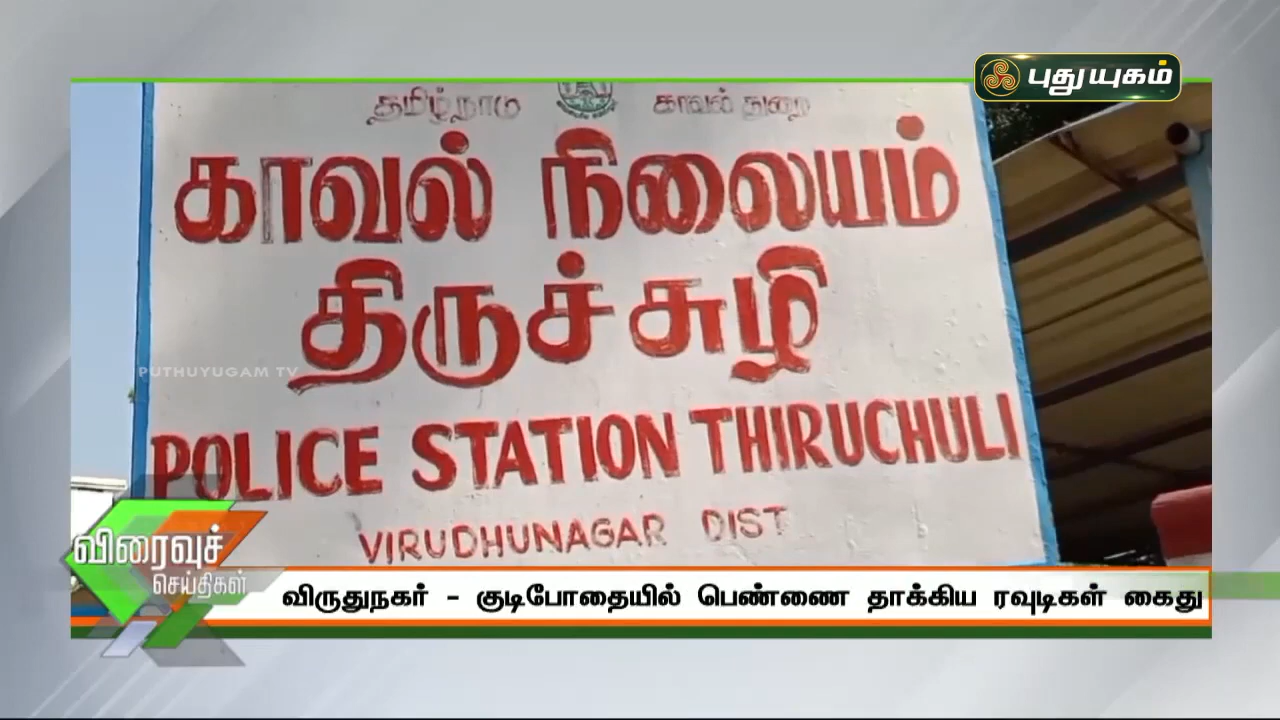 புதுயுகம்
தமிழ்நாடு காவல் துறை
காவல் நிலையம்
திருச்சுழி
PUTHUYUGAM TV
POLICE STATION THIRUCHULI
VIRUDHUNAGAR DIST
விரைவுச்
செய்திகள்
விருதுநகர் - குடிபோதையில் பெண்ணை தாக்கிய ரவுடிகள் கைது